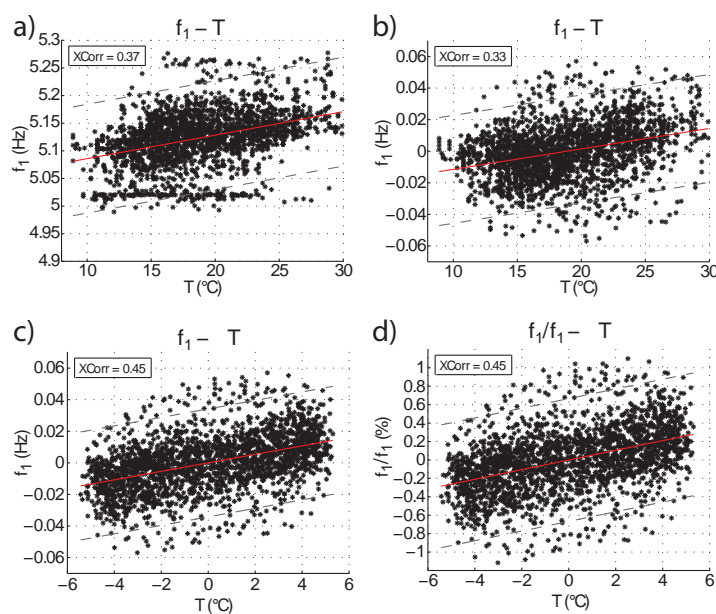 a)
f₁ – T
XCorr = 0.37
5.3
5.25
5.2
5.15
5.1
5.05
5
4.95
4.9
f₁ (Hz)
10 15 20 25 30
T (°C)
b)
f₁ – T
XCorr = 0.33
0.06
0.04
0.02
0
−0.02
−0.04
−0.06
f₁ (Hz)
10 15 20 25 30
T (°C)
c)
f₁ – T
XCorr = 0.45
0.06
0.04
0.02
0
−0.02
−0.04
−0.06
f₁ (Hz)
−6 −4 −2 0 2 4 6
T (°C)
d)
f₁/f₁ – T
XCorr = 0.45
1
0.8
0.6
0.4
0.2
0
−0.2
−0.4
−0.6
−0.8
−1
f₁/f₁ (%)
−6 −4 −2 0 2 4 6
T (°C)